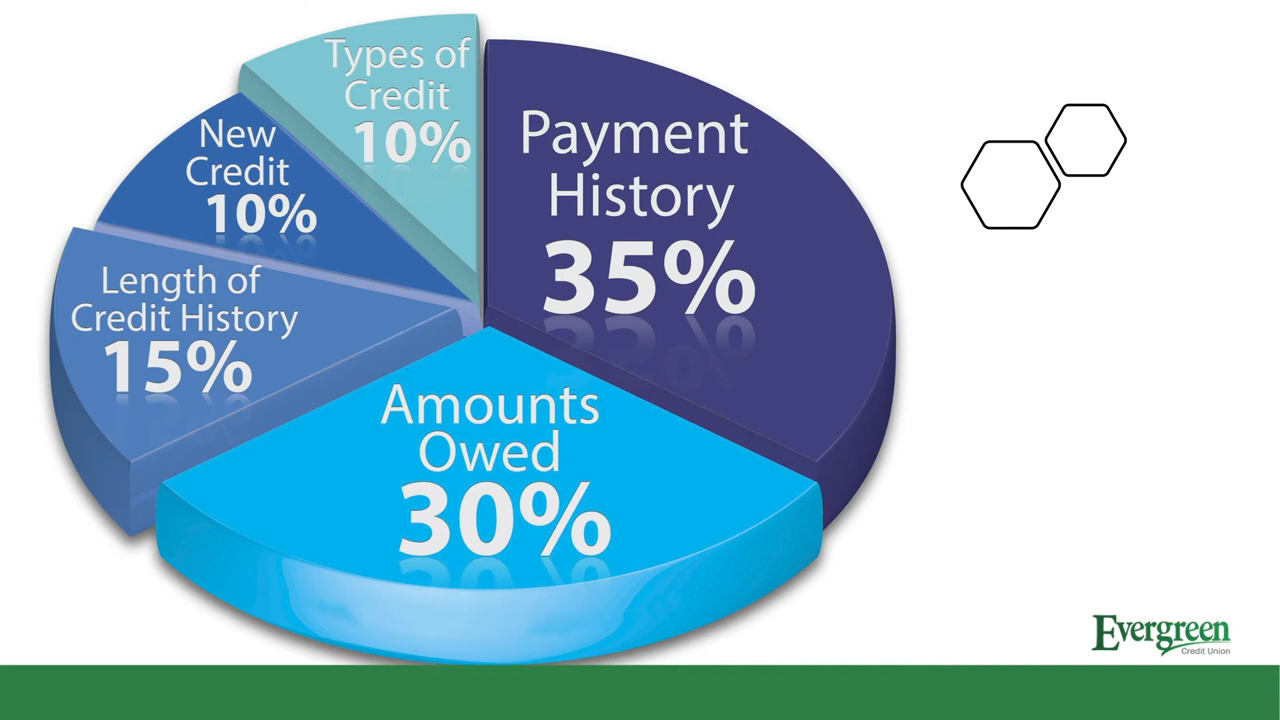 Types of
Credit
10%
Payment
History
35%
New
Credit
10%
Length of
Credit History
15%
Amounts
Owed
30%
Evergreen
Credit Union